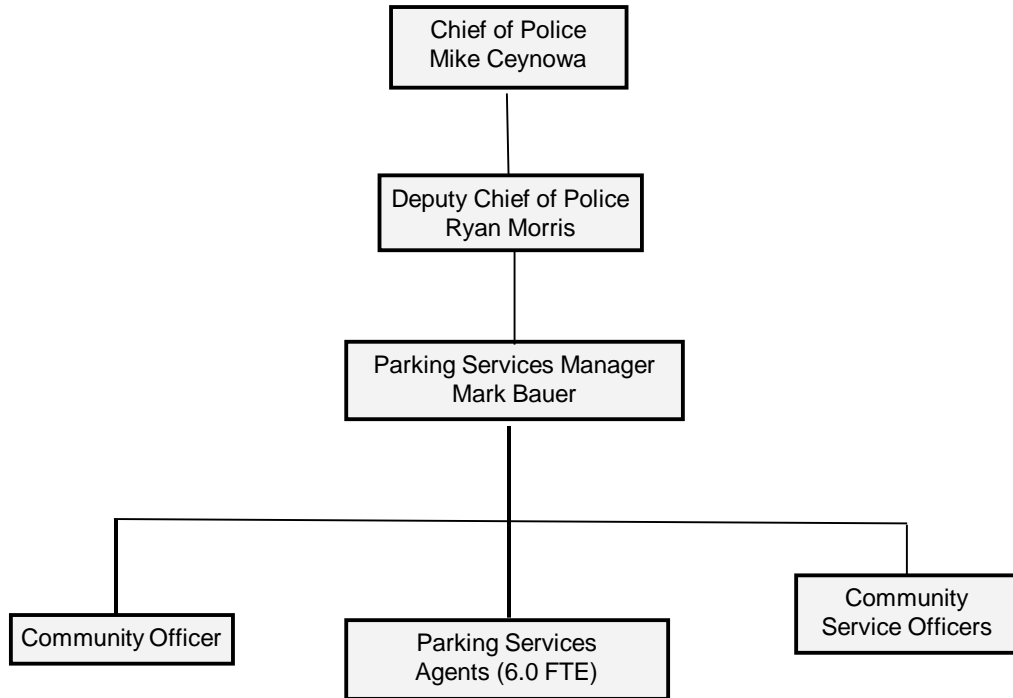 Chief of Police
Mike Ceynowa
Deputy Chief of Police
Ryan Morris
Parking Services Manager
Mark Bauer
Community Officer
Parking Services
Agents (6.0 FTE)
Community
Service Officers